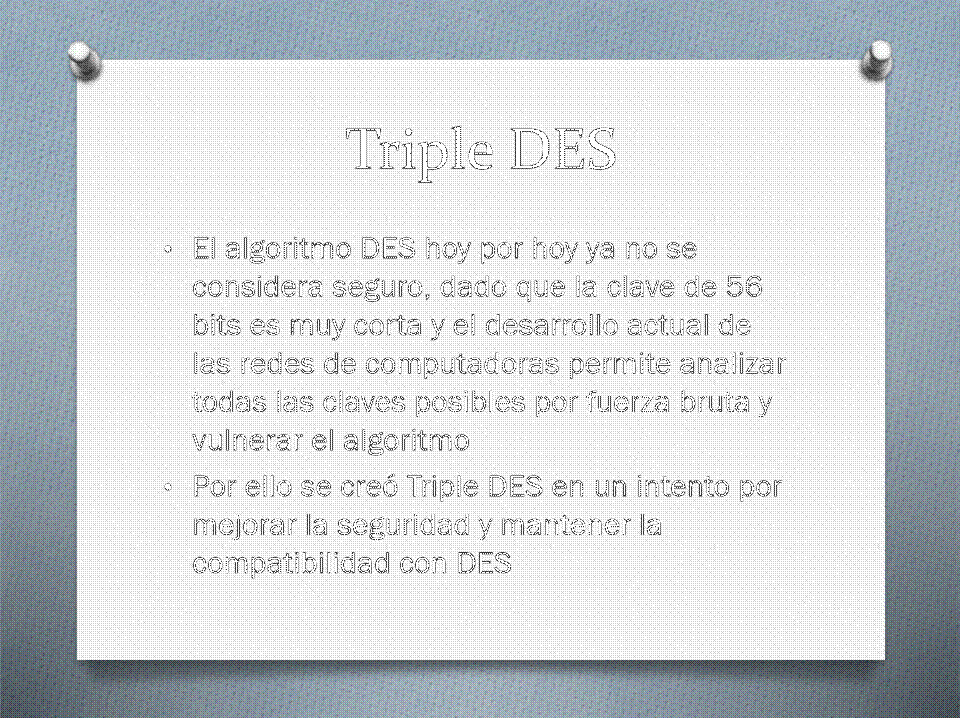 Triple DES
• El algoritmo DES hoy por hoy ya no se
considera seguro, dado que la clave de 56
bits es muy corta y el desarrollo actual de
las redes de computadoras permite analizar
todas las claves posibles por fuerza bruta y
vulnerar el algoritmo
• Por ello se creó Triple DES en un intento por
mejorar la seguridad y mantener la
compatibilidad con DES